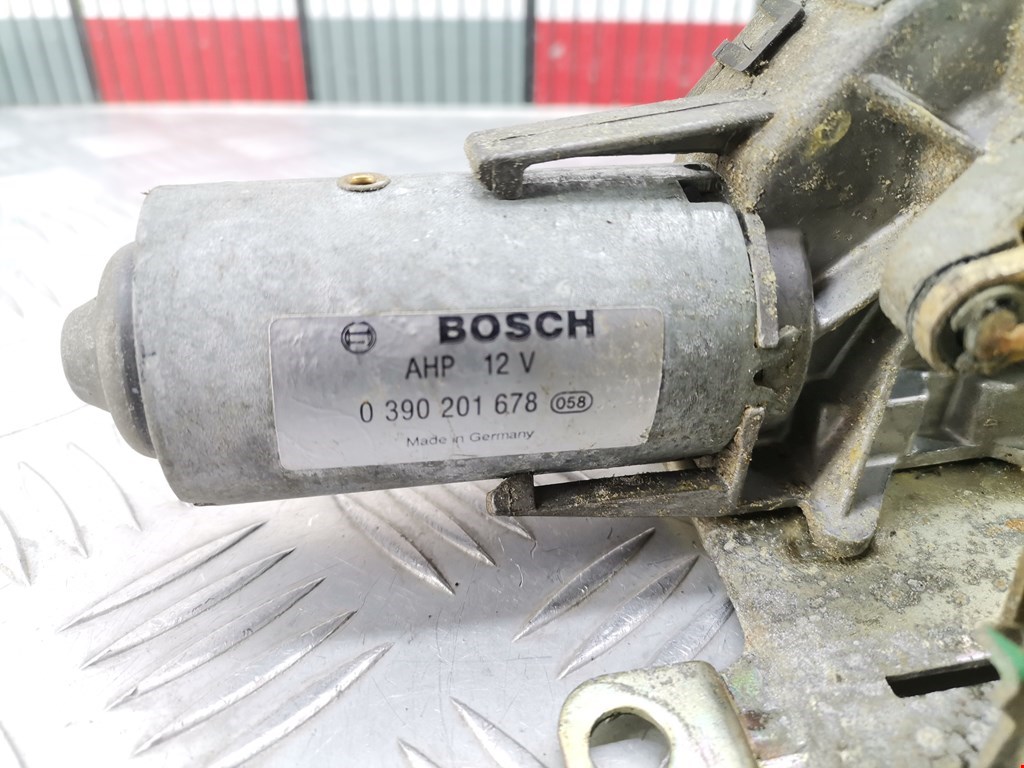 BOSCH
AHP 12 V
0 390 201 678 058
Made in Germany